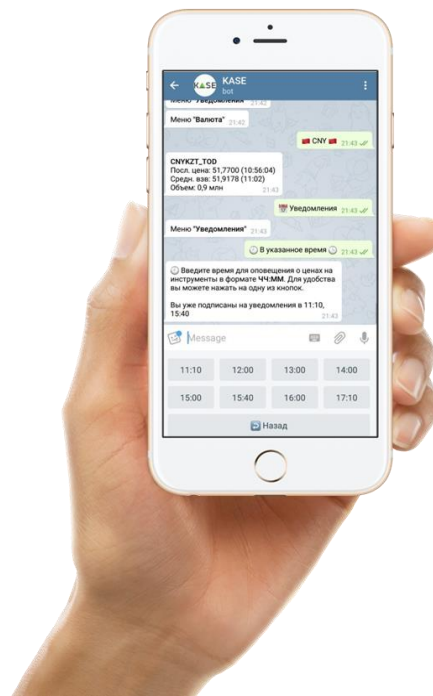 KASE
KASE
bot
Меню "Уведомления" 21:42
Меню "Валюта" 21:42
CNY 21:43
CNYKZT_TOD
Посл. цена: 51,7700 (10:56:04)
Средн. взв: 51,9178 (11:02)
Объем: 0,9 млн 21:43
Уведомления 21:43
Меню "Уведомления" 21:43
В указанное время 21:43
Введите время для оповещения о ценах на
инструменты в формате ЧЧ:ММ. Для удобства
вы можете нажать на одну из кнопок.
Вы уже подписаны на уведомления в 11:10,
15:40 21:43
Message
11:10 12:00 13:00 14:00
15:00 15:40 16:00 17:10
Назад